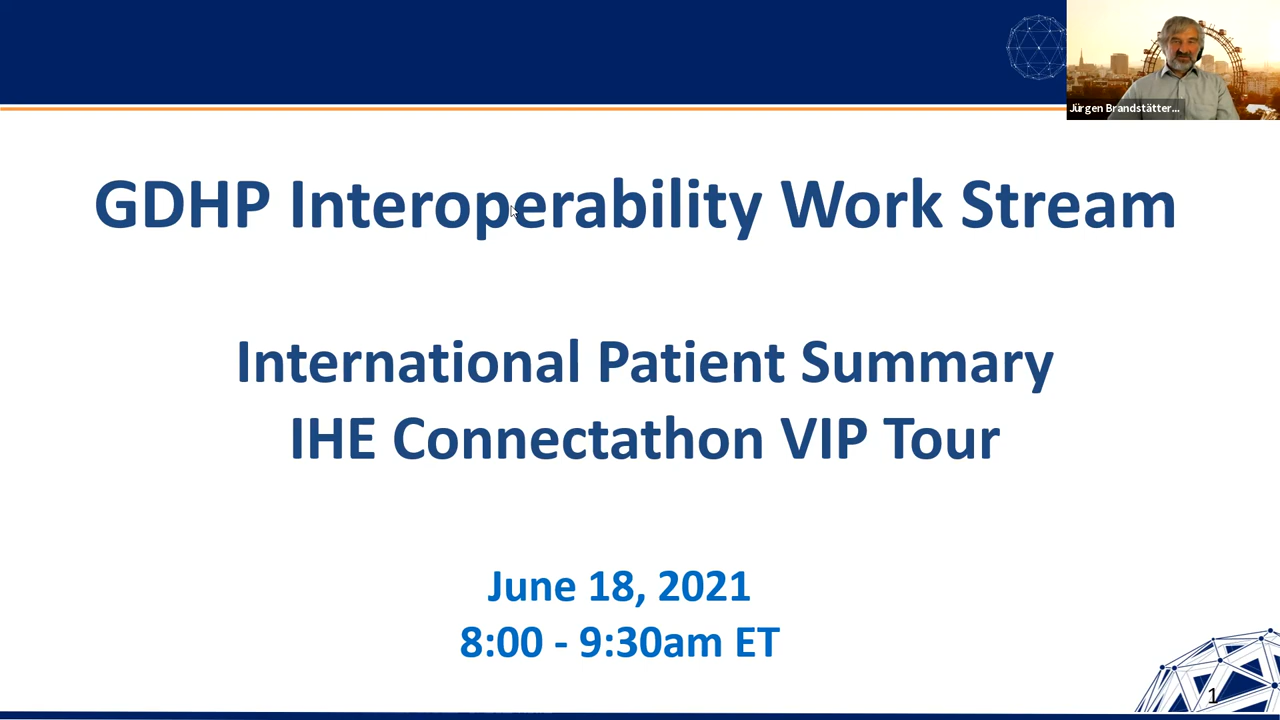 Jürgen Brandstätter...
GDHP Interoperability Work Stream
International Patient Summary
IHE Connectathon VIP Tour
June 18, 2021
8:00 - 9:30am ET
1